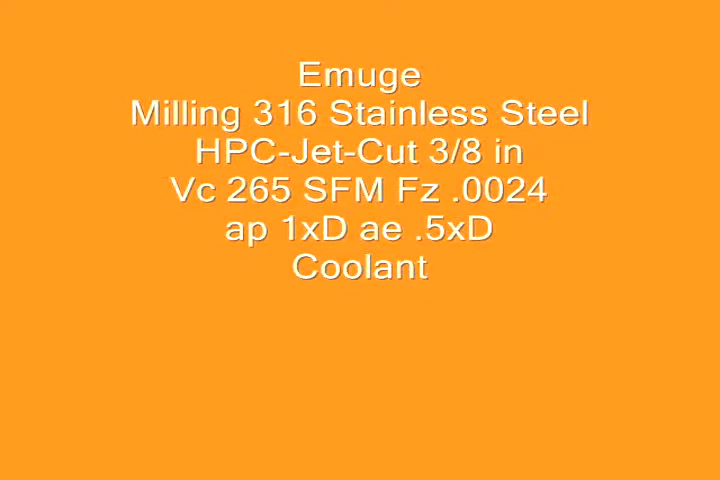 Emuge
Milling 316 Stainless Steel
HPC-Jet-Cut 3/8 in
Vc 265 SFM Fz .0024
ap 1xD ae .5xD
Coolant